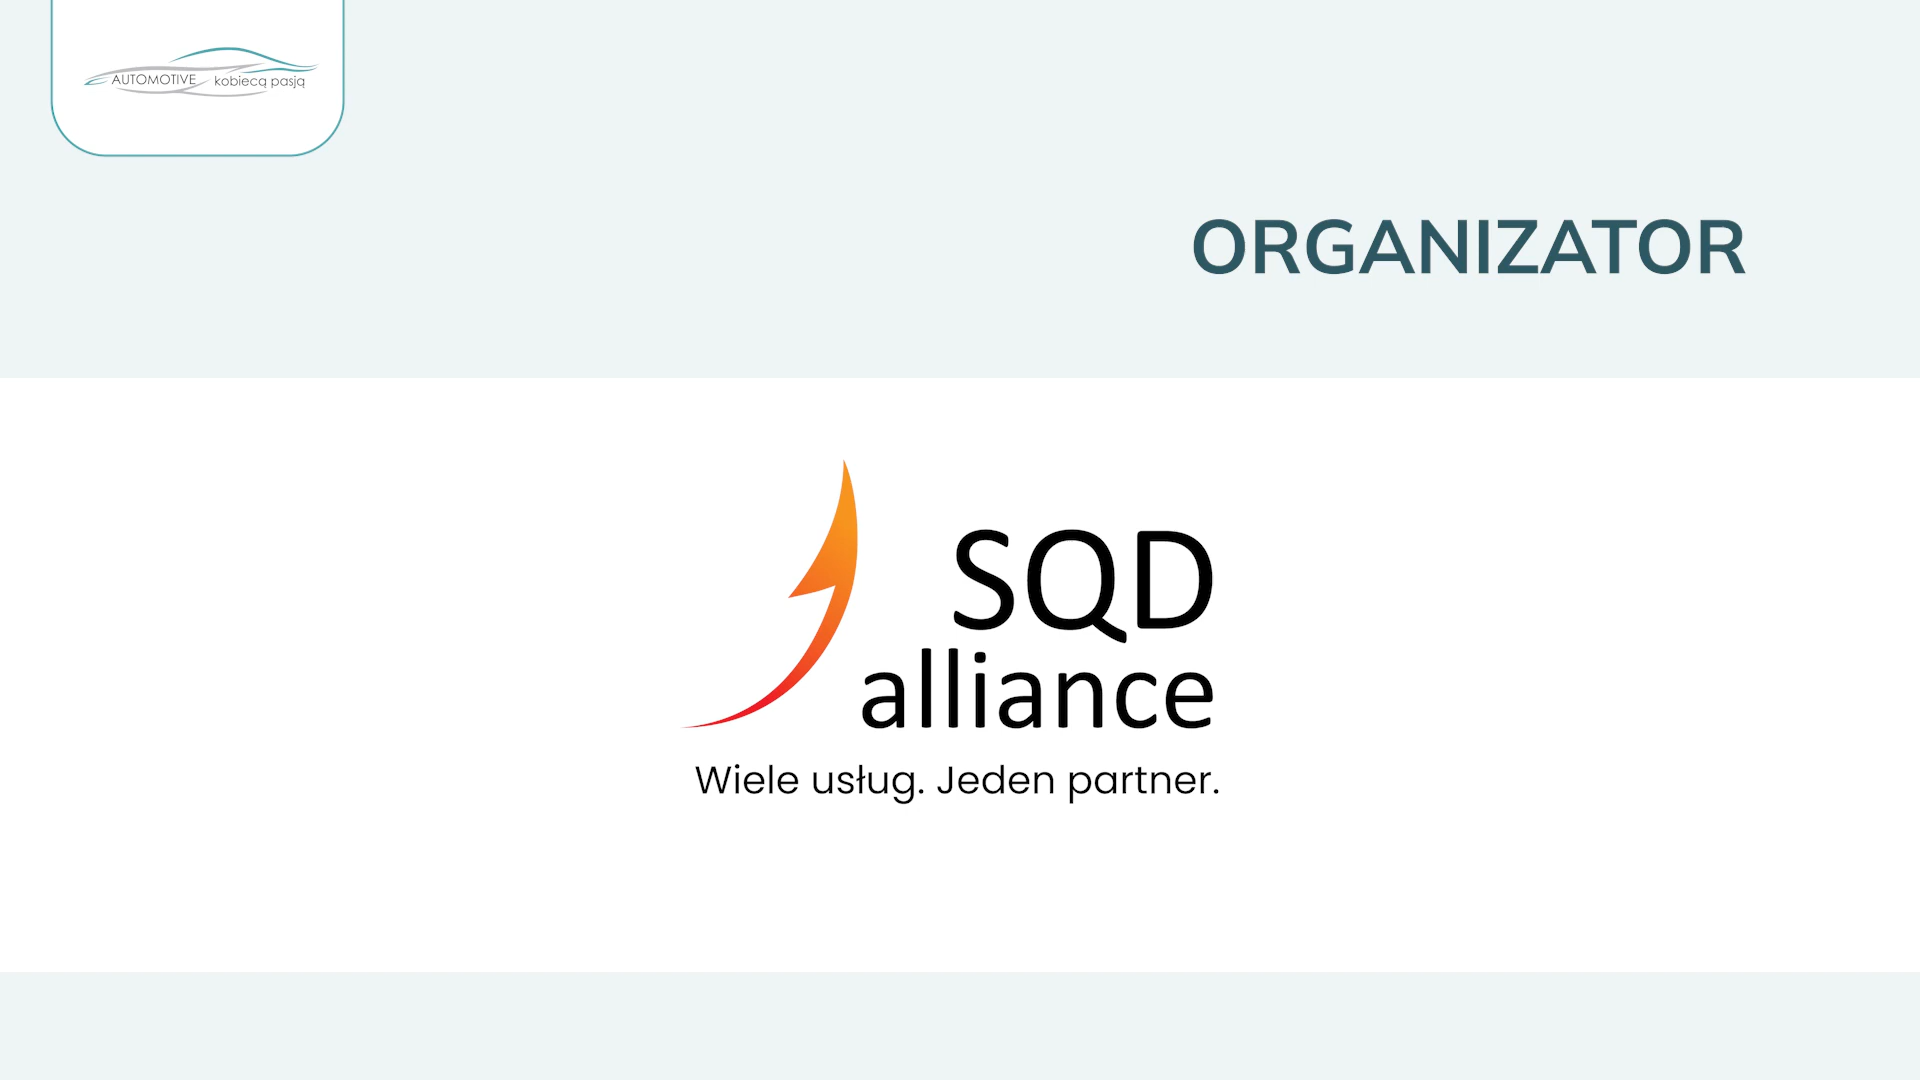 AUTOMOTIVE kobiecą pasją
ORGANIZATOR
SQD
alliance
Wiele usług. Jeden partner.